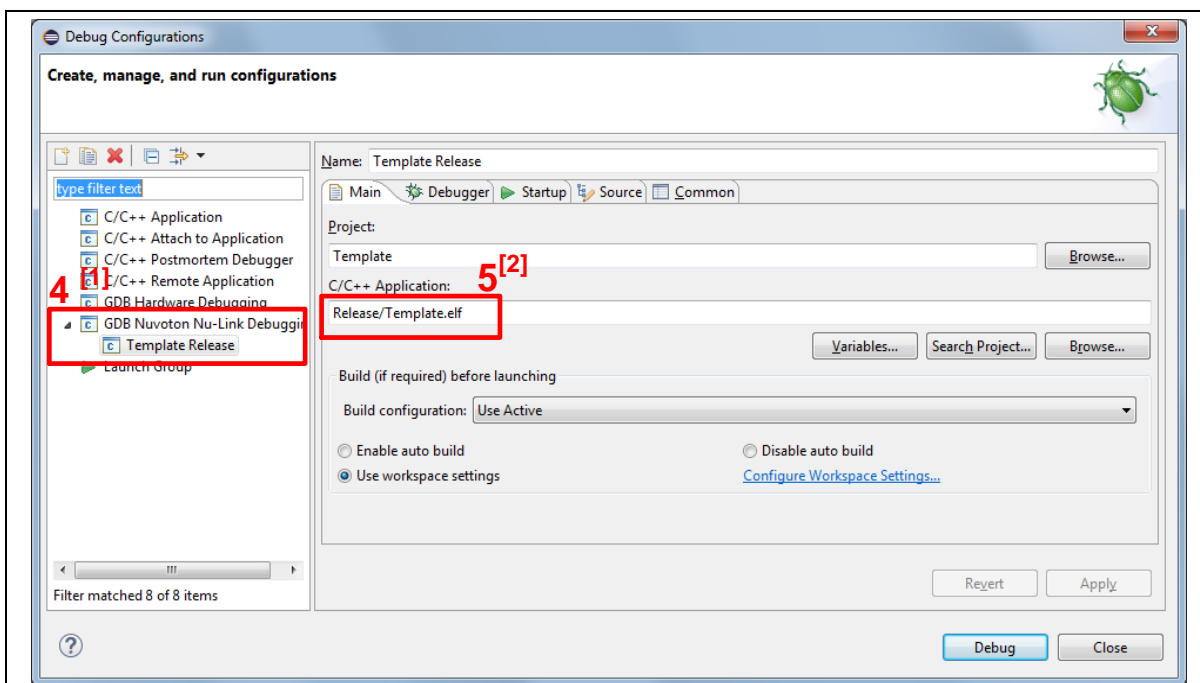 Debug Configurations
Create, manage, and run configurations
type filter text
C/C++ Application
C/C++ Attach to Application
C/C++ Postmortem Debugger
C/C++ Remote Application
GDB Hardware Debugging
GDB Nuvoton Nu-Link Debuggin
Template Release
Launch Group
4 [1]
Filter matched 8 of 8 items
Name: Template Release
Main Debugger Startup Source Common
Project:
Template Browse...
C/C++ Application:
5[2]
Release/Template.elf
Variables... Search Project... Browse...
Build (if required) before launching
Build configuration: Use Active
Enable auto build Disable auto build
Use workspace settings Configure Workspace Settings...
Revert Apply
Debug Close